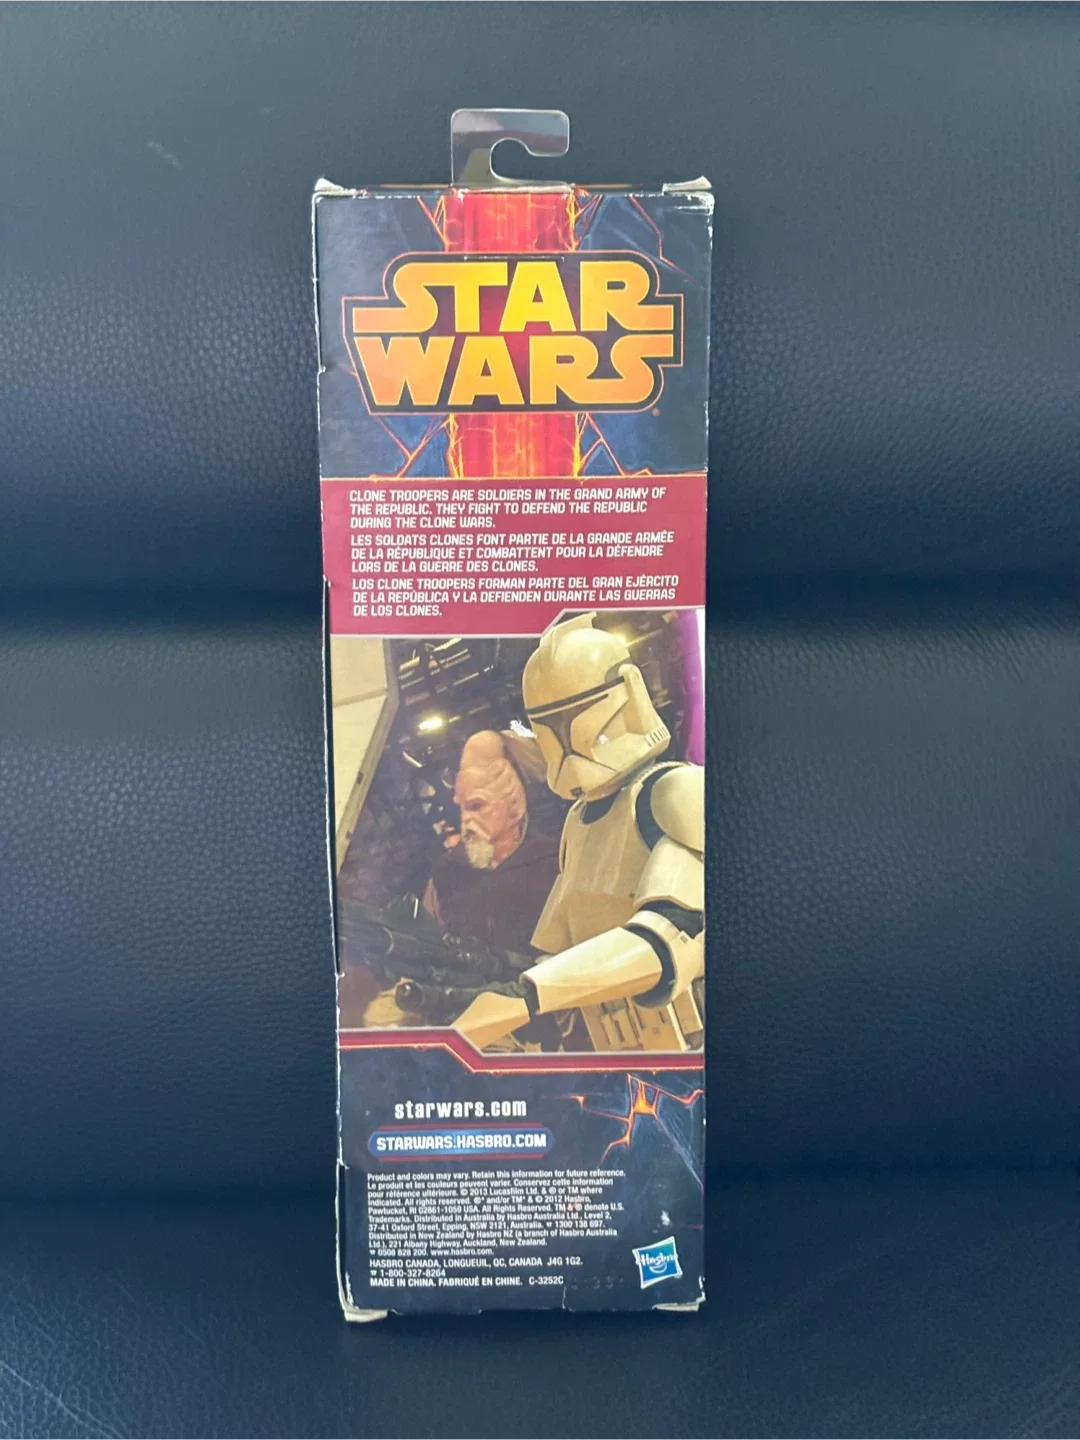 STAR
WARS
CLONE TROOPERS ARE SOLDIERS IN THE GRAND ARMY OF
THE REPUBLIC. THEY FIGHT TO DEFEND THE REPUBLIC
DURING THE CLONE WARS.
LES SOLDATS CLONES FONT PARTIE DE LA GRANDE ARMÉE
DE LA RÉPUBLIQUE ET COMBATTENT POUR LA DÉFENDRE
LORS DE LA GUERRE DES CLONES.
LOS CLONE TROOPERS FORMAN PARTE DEL GRAN EJÉRCITO
DE LA REPÚBLICA Y LA DEFIENDEN DURANTE LAS GUERRAS
DE LOS CLONES.
starwars.com
STARWARS.HASBRO.COM
Product and colors may vary. Retain this information for future reference.
Le produit et les couleurs peuvent varier. Conservez cette information
pour référence ultérieure. © 2013 Lucasfilm Ltd. & ® or TM where
indicated. All rights reserved. ®* and/or TM* & © 2012 Hasbro,
Pawtucket, RI 02861-1059 USA. All Rights Reserved. TM & ® denote U.S.
Trademarks. Distributed in Australia by Hasbro Australia Ltd., Level 2,
37-41 Oxford Street, Epping, NSW 2121, Australia. ☎ 1300 138 697.
Distributed in New Zealand by Hasbro NZ (a branch of Hasbro Australia
Ltd.), 221 Albany Highway, Auckland, New Zealand.
☎ 0508 828 200. www.hasbro.com.
HASBRO CANADA, LONGUEUIL, QC, CANADA J4G 1G2.
☎ 1-800-327-8264
MADE IN CHINA. FABRIQUÉ EN CHINE. C-3252C
Hasbro